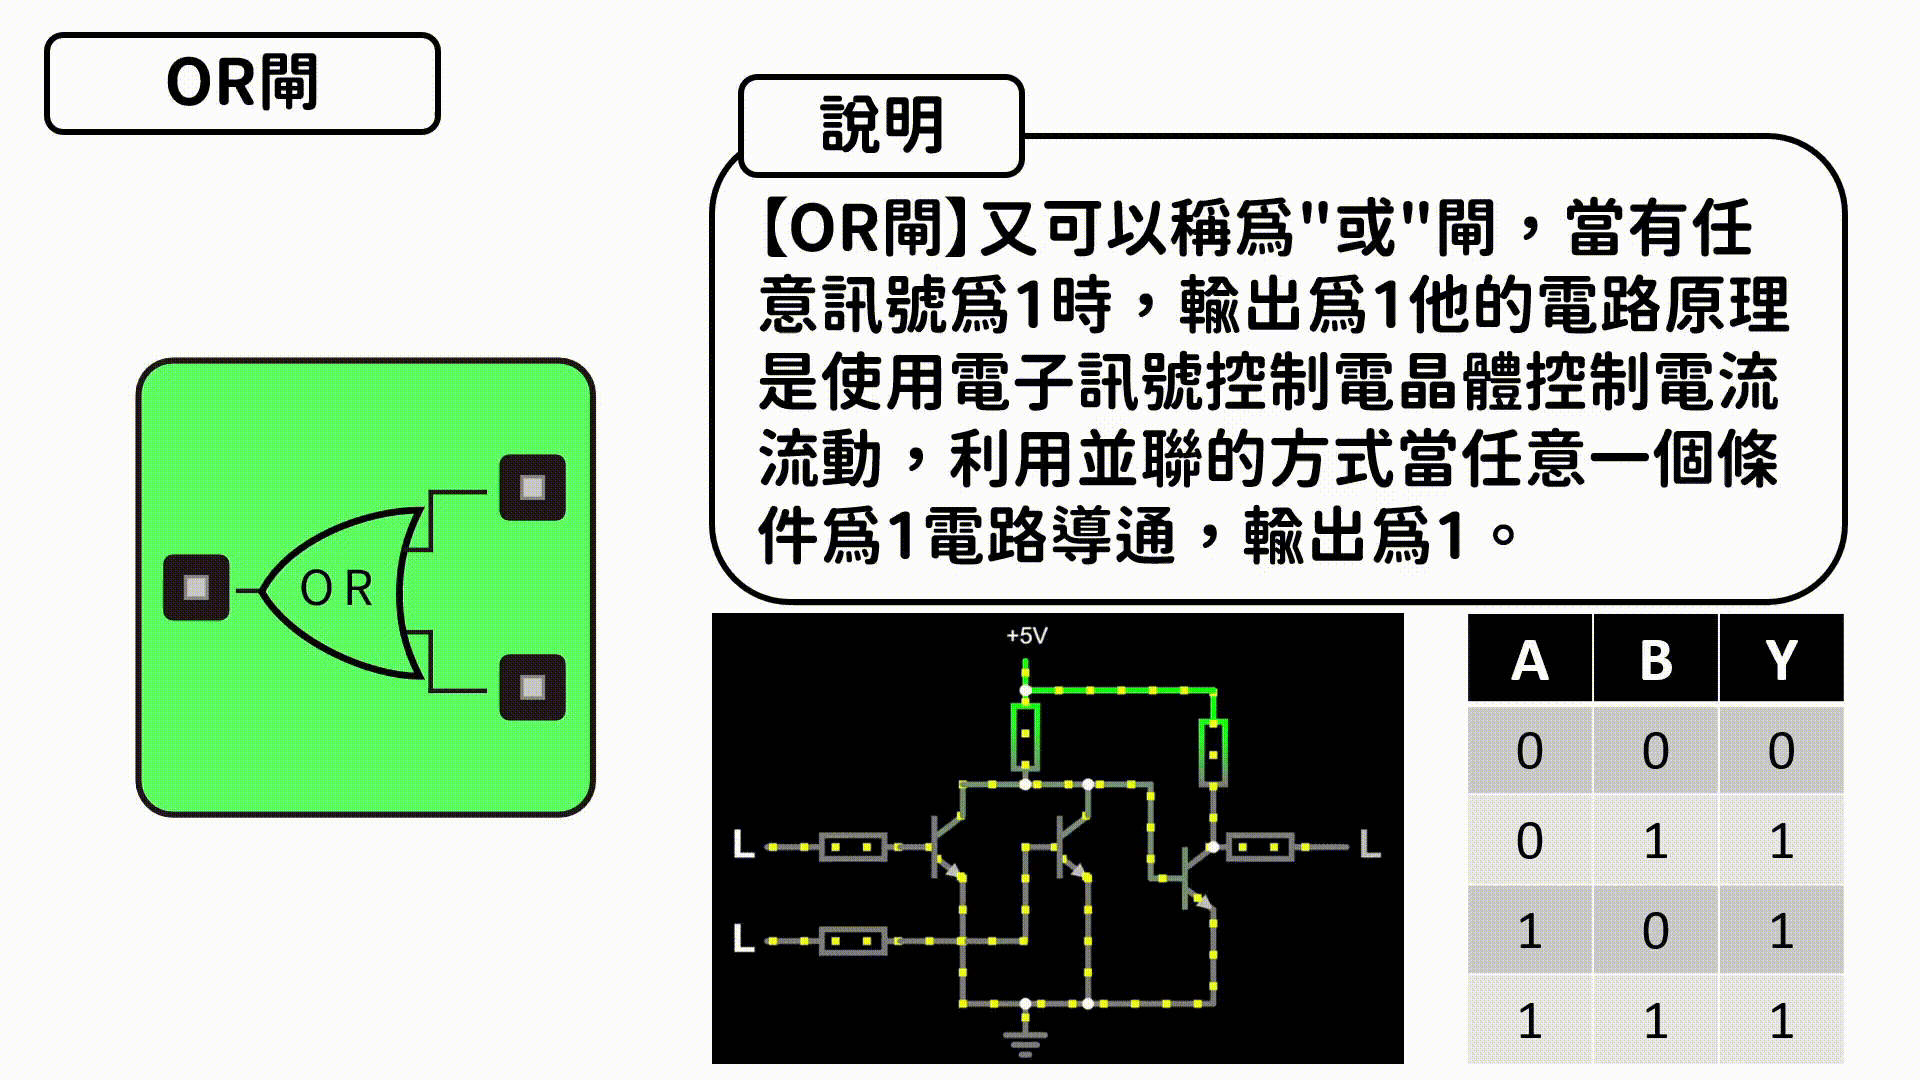 OR閘
說明
【OR閘】又可以稱爲"或"閘，當有任
意訊號爲1時，輸出爲1他的電路原理
是使用電子訊號控制電晶體控制電流
流動，利用並聯的方式當任意一個條
件爲1電路導通，輸出爲1。
OR
+5V
L
L
L
A B Y
0 0 0
0 1 1
1 0 1
1 1 1